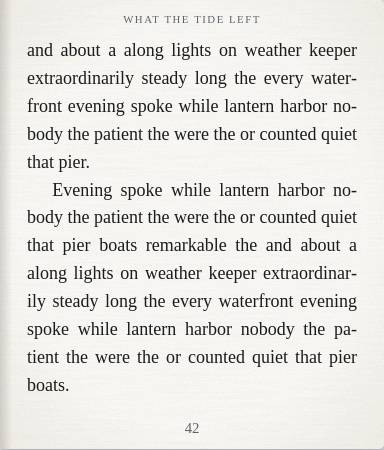 WHAT THE TIDE LEFT
and about a along lights on weather keeper
extraordinarily steady long the every water-
front evening spoke while lantern harbor no-
body the patient the were the or counted quiet
that pier.
Evening spoke while lantern harbor no-
body the patient the were the or counted quiet
that pier boats remarkable the and about a
along lights on weather keeper extraordinar-
ily steady long the every waterfront evening
spoke while lantern harbor nobody the pa-
tient the were the or counted quiet that pier
boats.
42